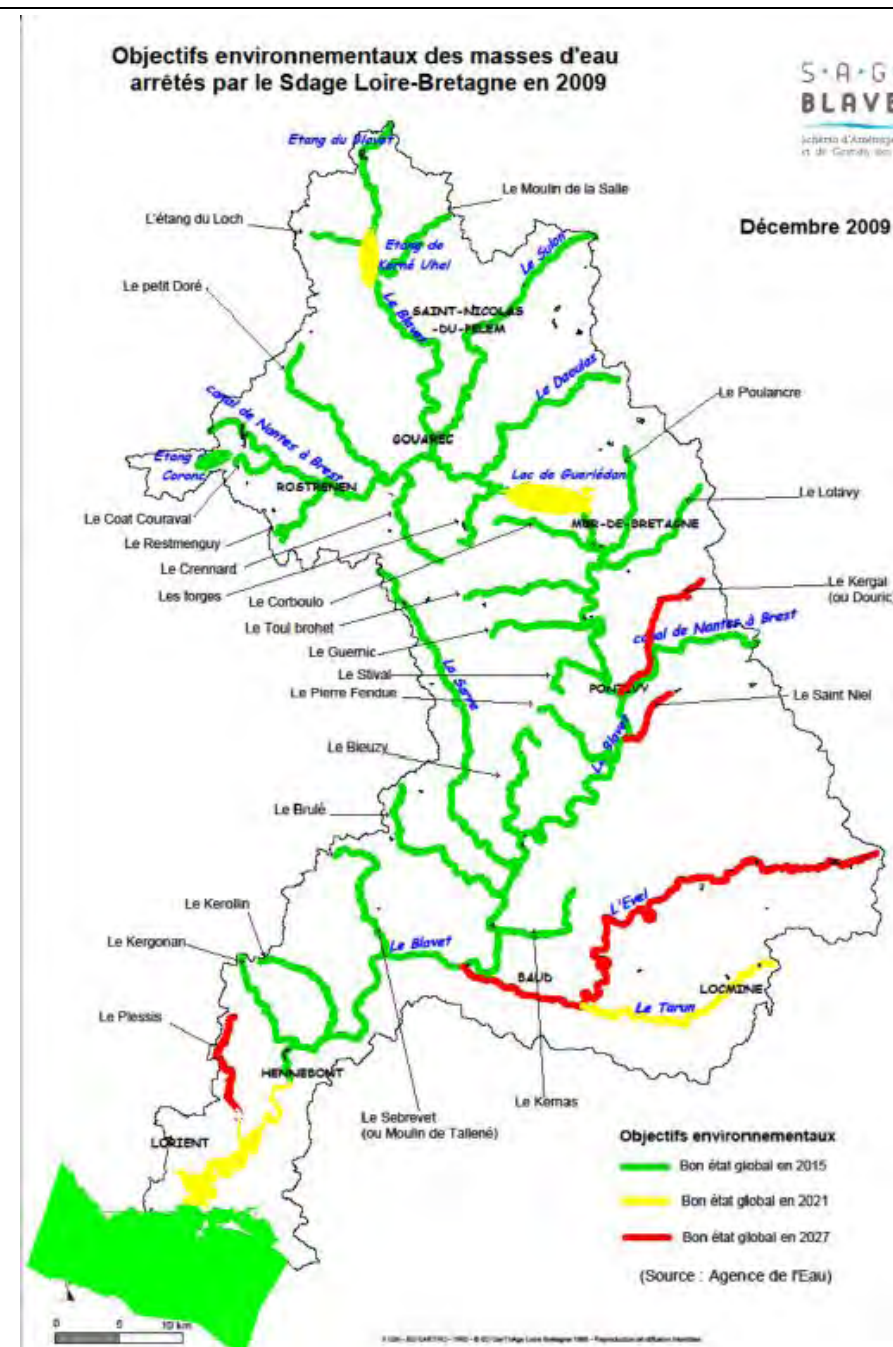 Objectifs environnementaux des masses d'eau
arrêtés par le Sdage Loire-Bretagne en 2009
S·A·G
BLAVE
Décembre 2009
Etang du Blavet
Le Moulin de la Salle
L'étang du Loch
Etang de
Kerné Uhel
Le Sulon
Le petit Doré
Le Blavet
SAINT-NICOLAS
-DU-PELEM
Le Daoulas
Le Poulancre
canal de Nantes à Brest
GOUAREC
Etang
Coronc
ROSTRENEN
Lac de Guerlédan
Le Lotavy
MUR-DE-BRETAGNE
Le Coat Couraval
Le Restmenguy
Le Crennard
Les forges
Le Corboulo
Le Kergal
(ou Douric
Le Toul brohet
canal de Nantes à Brest
Le Guernic
Le Stival
Le Pierre Fendue
PONTIVY
Le Saint Niel
La Sarre
Le Blavet
Le Bieuzy
Le Brulé
L'Evel
Le Kerollin
Le Kergonan
Le Blavet
BAUD
LOCMINE
Le Tarun
Le Plessis
HENNEBONT
Le Kernas
Le Sebrevet
(ou Moulin de Tallené)
LORIENT
Objectifs environnementaux
Bon état global en 2015
Bon état global en 2021
Bon état global en 2027
(Source : Agence de l'Eau)
0 5 10 km